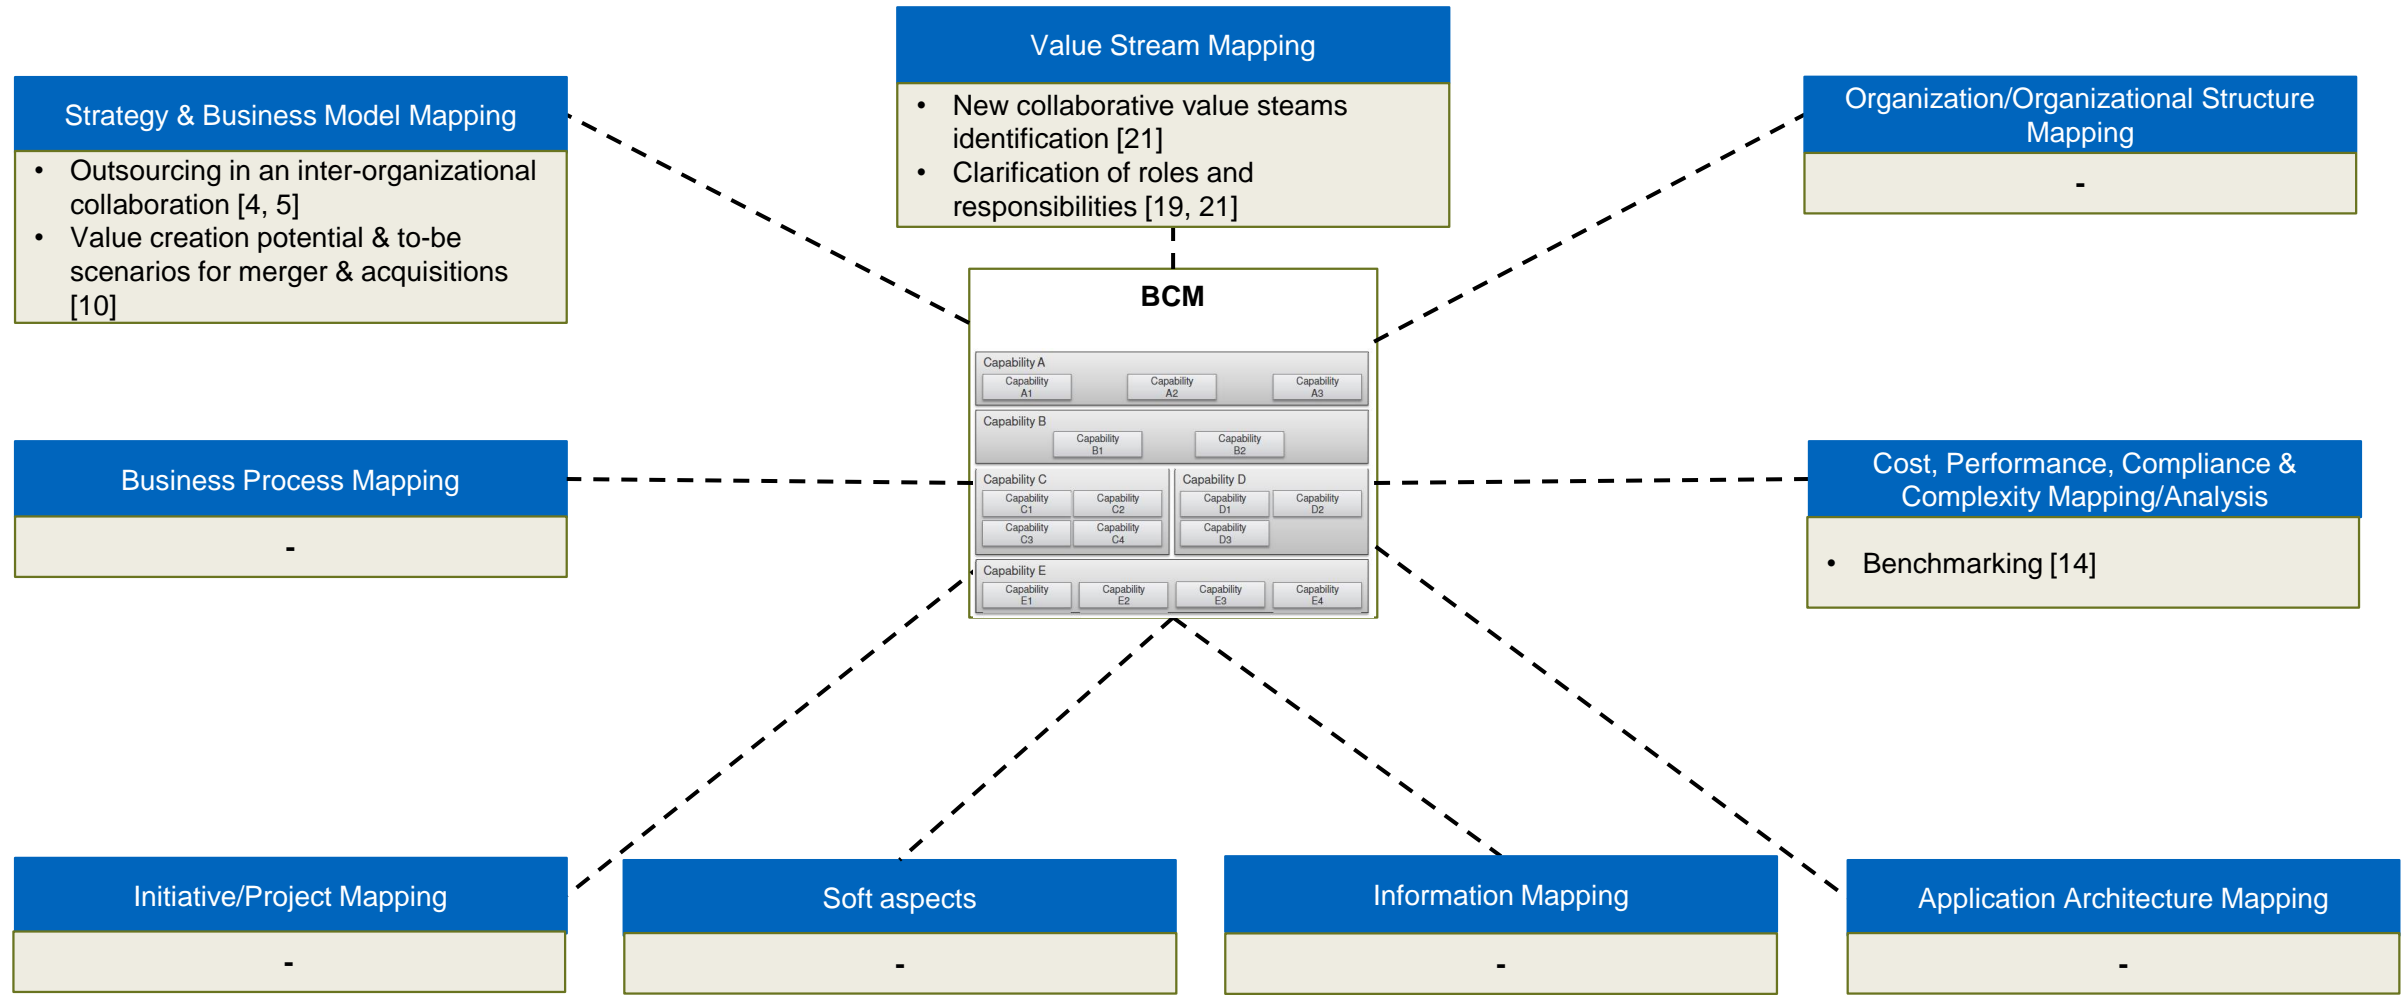 Value Stream Mapping
• New collaborative value steams
identification [21]
• Clarification of roles and
responsibilities [19, 21]
Strategy & Business Model Mapping
• Outsourcing in an inter-organizational
collaboration [4, 5]
• Value creation potential & to-be
scenarios for merger & acquisitions
[10]
Organization/Organizational Structure
Mapping
-
BCM
Capability A
Capability
A1
Capability
A2
Capability
A3
Capability B
Capability
B1
Capability
B2
Capability C
Capability
C1
Capability
C2
Capability
C3
Capability
C4
Capability D
Capability
D1
Capability
D2
Capability
D3
Capability E
Capability
E1
Capability
E2
Capability
E3
Capability
E4
Business Process Mapping
-
Cost, Performance, Compliance &
Complexity Mapping/Analysis
• Benchmarking [14]
Initiative/Project Mapping
-
Soft aspects
-
Information Mapping
-
Application Architecture Mapping
-